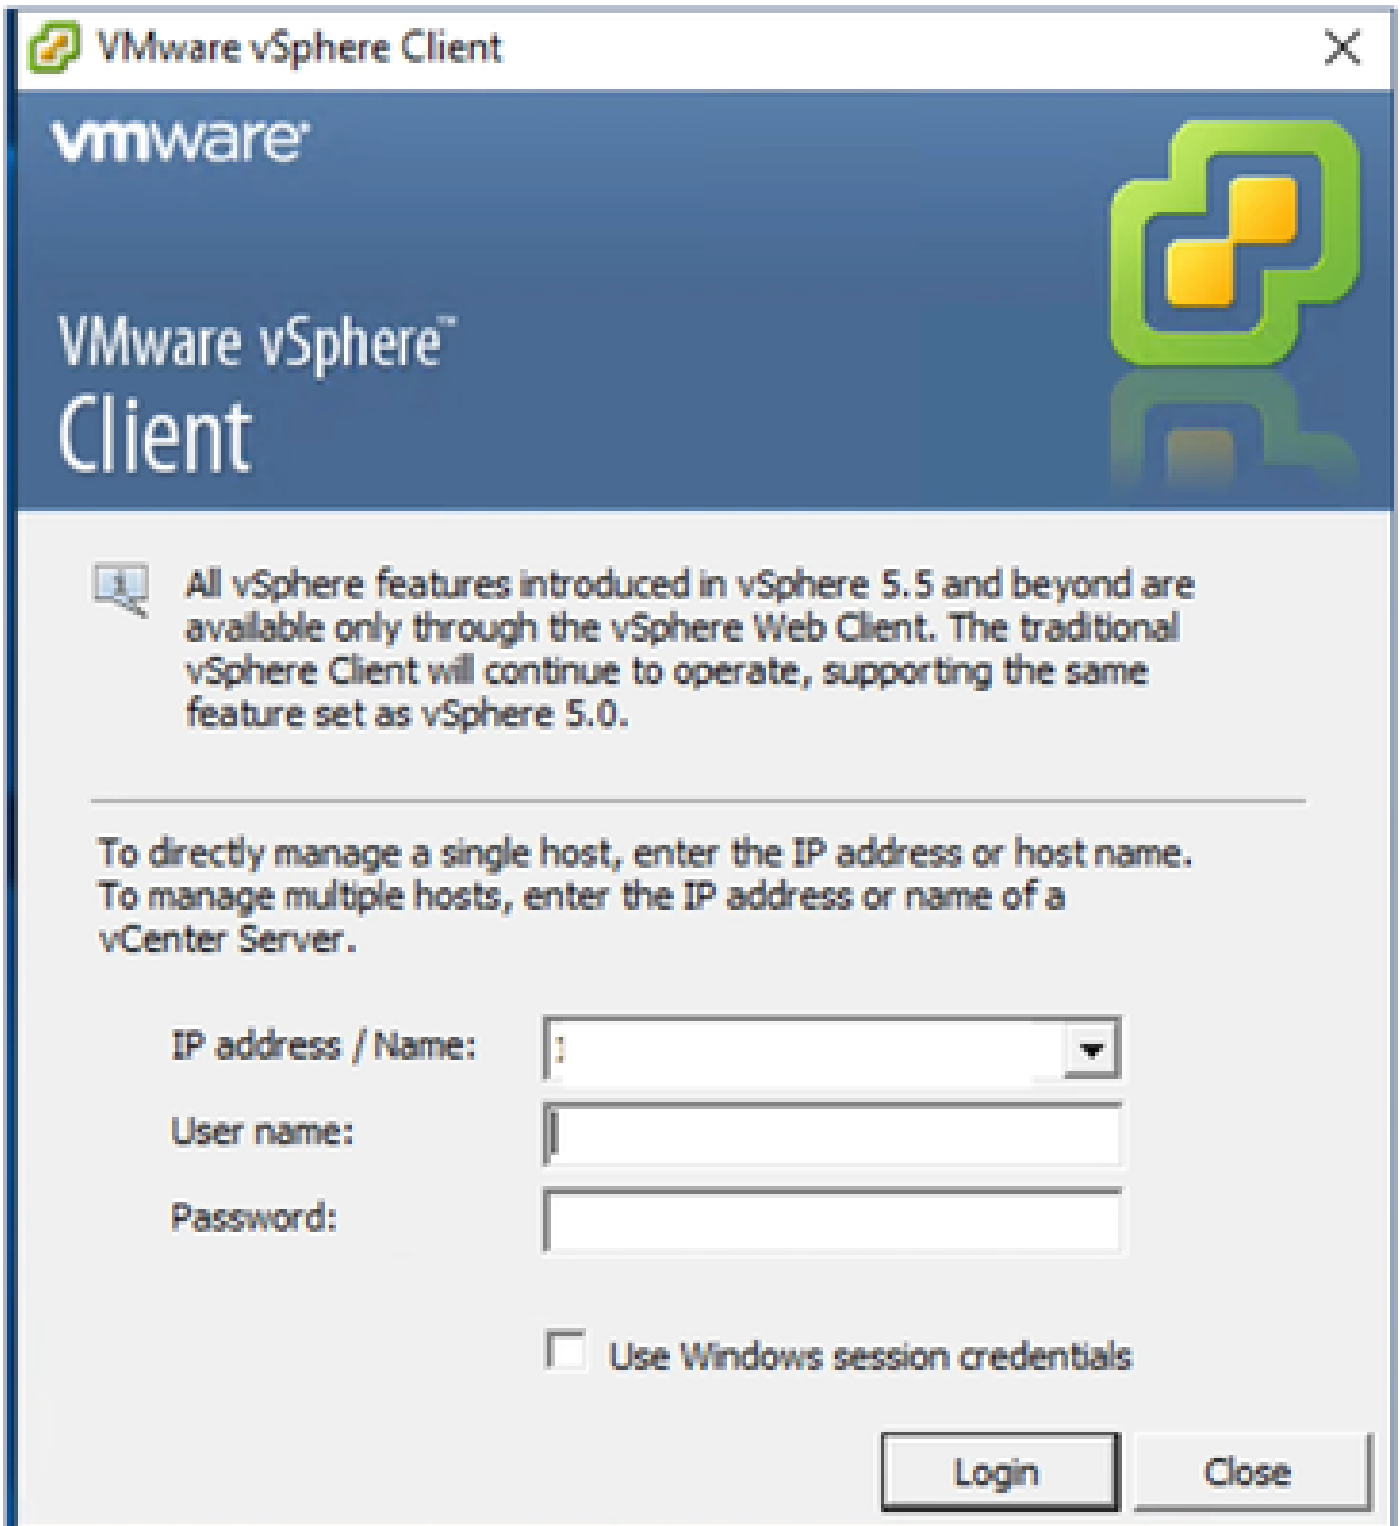 VMware vSphere Client
vmware
VMware vSphere™
Client
All vSphere features introduced in vSphere 5.5 and beyond are
available only through the vSphere Web Client. The traditional
vSphere Client will continue to operate, supporting the same
feature set as vSphere 5.0.
To directly manage a single host, enter the IP address or host name.
To manage multiple hosts, enter the IP address or name of a
vCenter Server.
IP address / Name:
User name:
Password:
Use Windows session credentials
Login Close